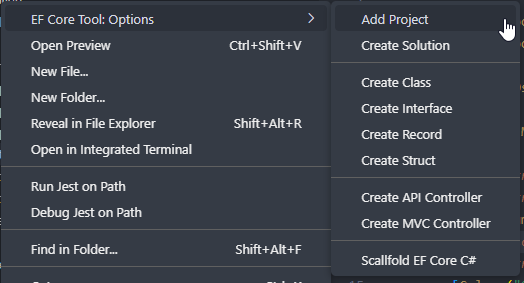 EF Core Tool: Options
Open Preview Ctrl+Shift+V
New File...
New Folder...
Reveal in File Explorer Shift+Alt+R
Open in Integrated Terminal
Run Jest on Path
Debug Jest on Path
Find in Folder... Shift+Alt+F
Add Project
Create Solution
Create Class
Create Interface
Create Record
Create Struct
Create API Controller
Create MVC Controller
Scallfold EF Core C#